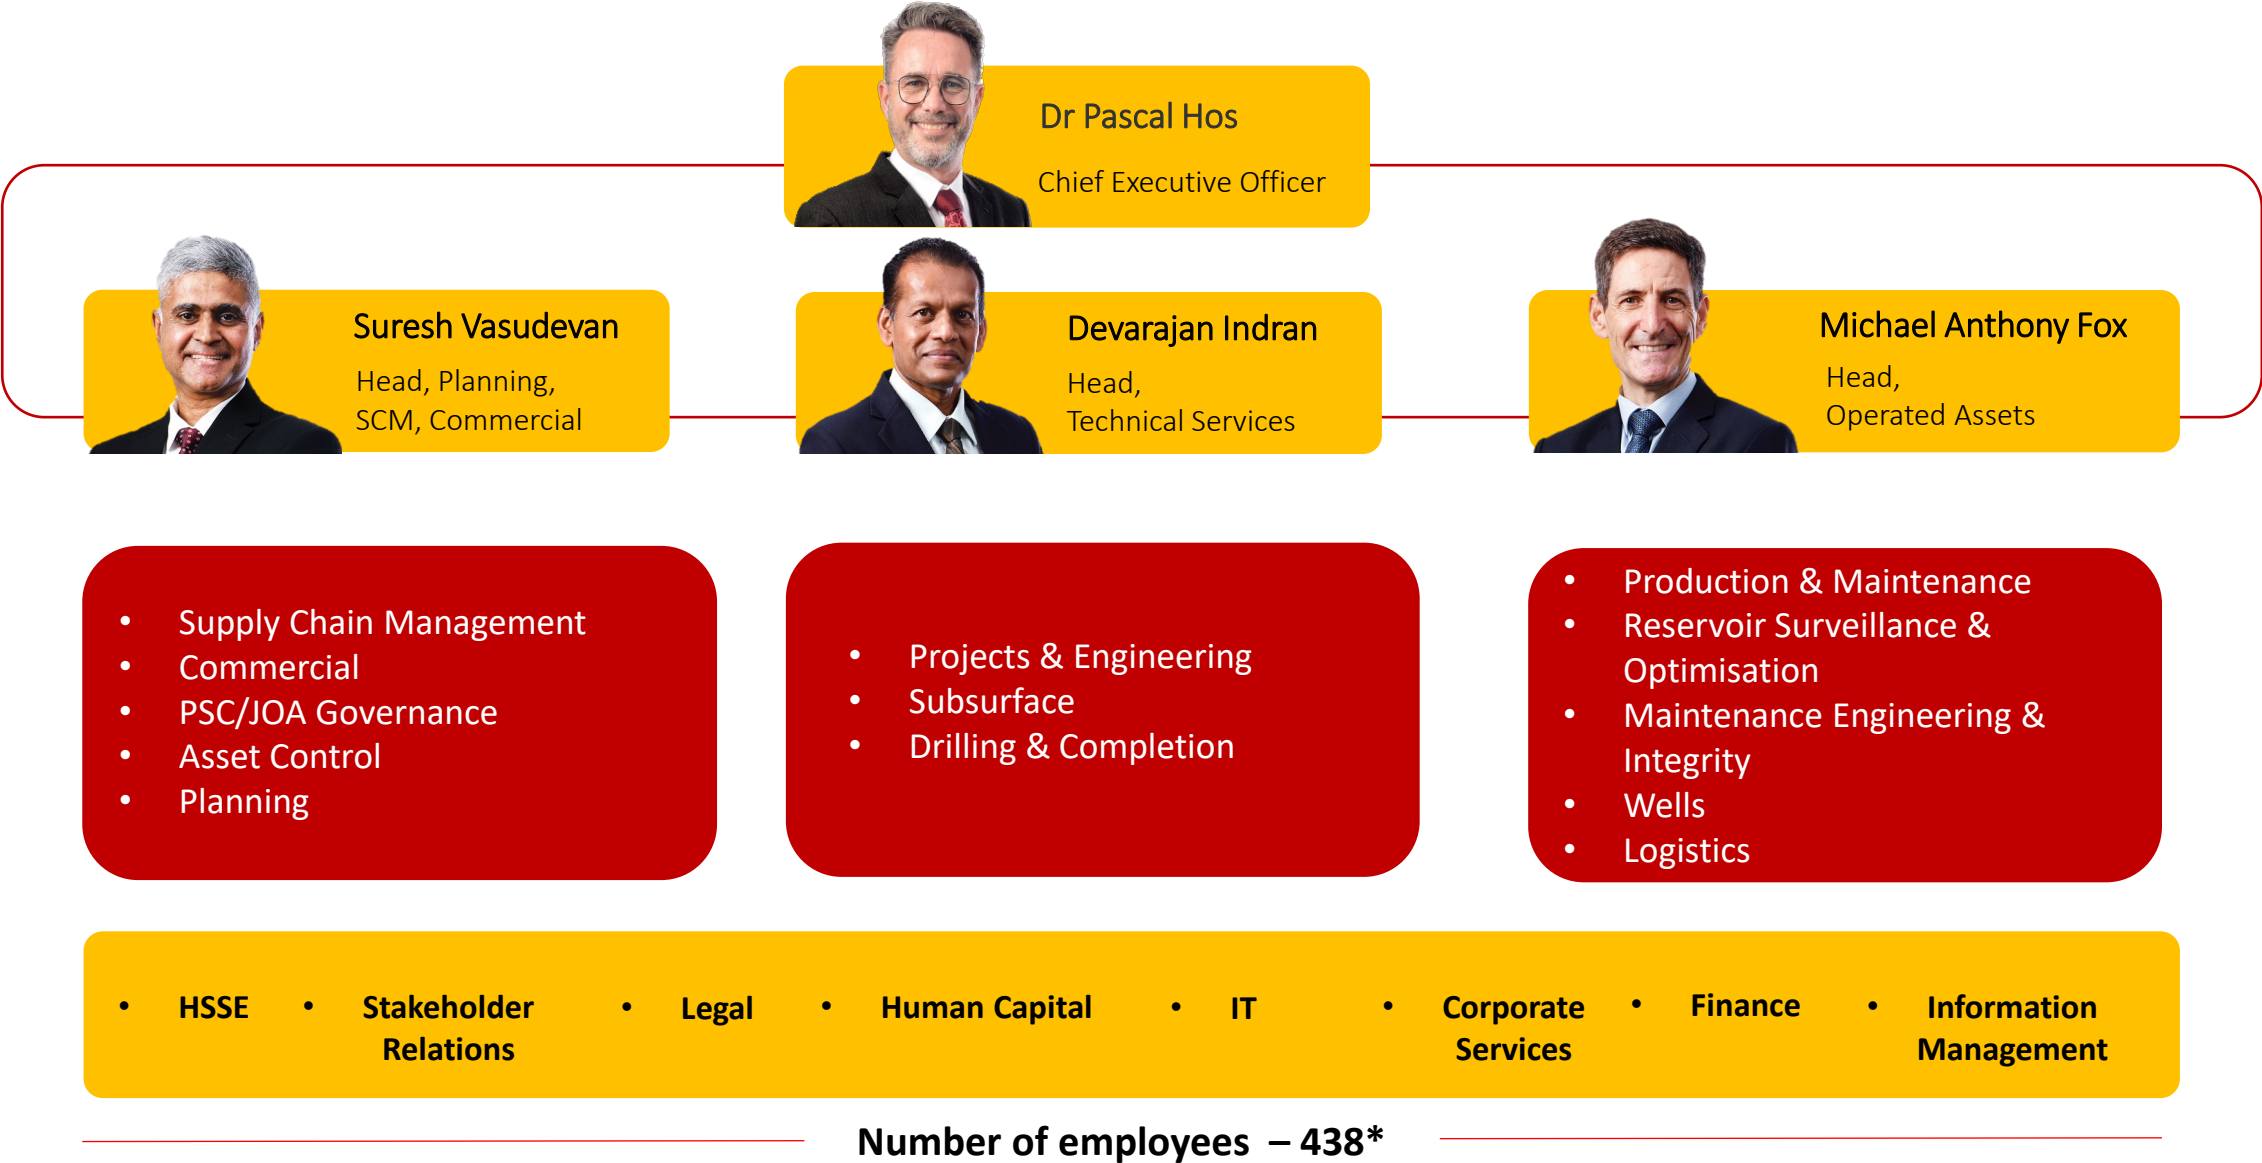 Dr Pascal Hos
Chief Executive Officer
Suresh Vasudevan
Head, Planning,
SCM, Commercial
Devarajan Indran
Head,
Technical Services
Michael Anthony Fox
Head,
Operated Assets
• Supply Chain Management
• Commercial
• PSC/JOA Governance
• Asset Control
• Planning
• Projects & Engineering
• Subsurface
• Drilling & Completion
• Production & Maintenance
• Reservoir Surveillance &
Optimisation
• Maintenance Engineering &
Integrity
• Wells
• Logistics
• HSSE
• Stakeholder
Relations
• Legal
• Human Capital
• IT
• Corporate
Services
• Finance
• Information
Management
Number of employees – 438*